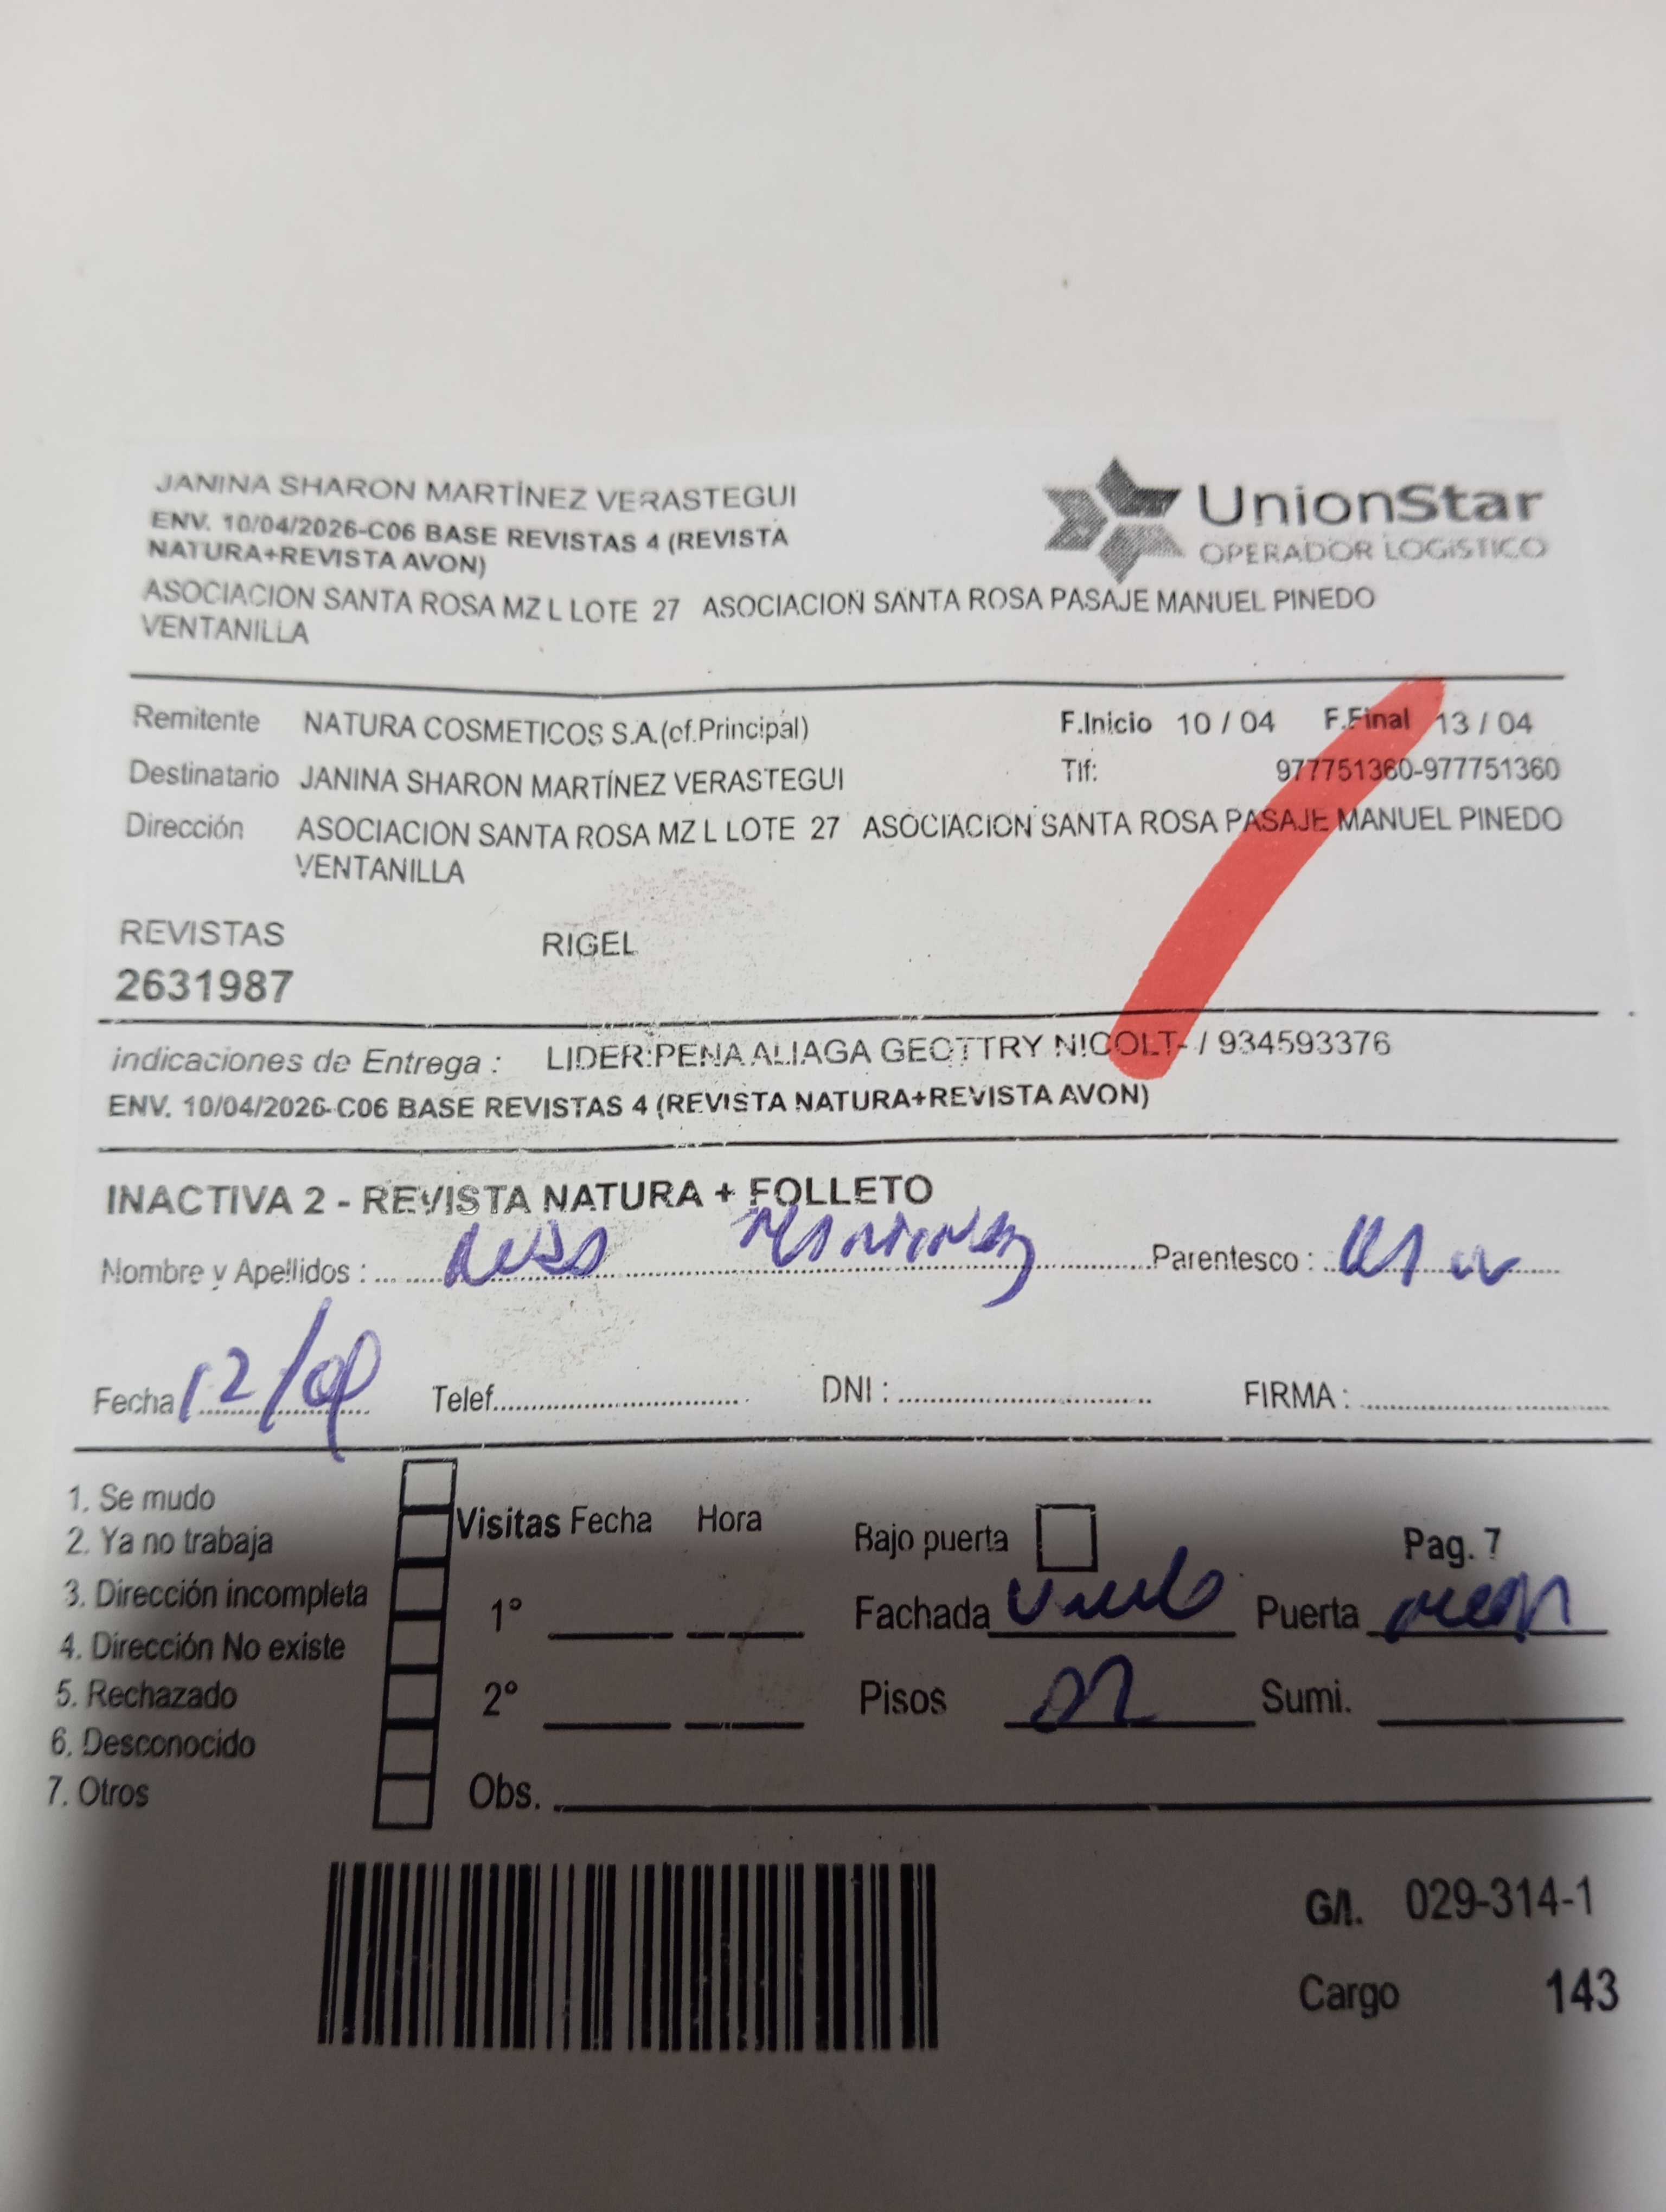 JANINA SHARON MARTÍNEZ VERASTEGUI
ENV. 10/04/2026-C06 BASE REVISTAS 4 (REVISTA
NATURA+REVISTA AVON)
ASOCIACION SANTA ROSA MZ L LOTE 27 ASOCIACION SANTA ROSA PASAJE MANUEL PINEDO
VENTANILLA
UnionStar
OPERADOR LOGISTICO
Remitente NATURA COSMETICOS S.A.(of.Principal) F.Inicio 10 / 04 F.Final 13 / 04
Destinatario JANINA SHARON MARTÍNEZ VERASTEGUI Tlf: 977751360-977751360
Dirección ASOCIACION SANTA ROSA MZ L LOTE 27 ASOCIACION SANTA ROSA PASAJE MANUEL PINEDO
VENTANILLA
REVISTAS RIGEL
2631987
Indicaciones de Entrega : LIDER:PENA ALIAGA GEOTTRY NICOLT- / 934593376
ENV. 10/04/2026-C06 BASE REVISTAS 4 (REVISTA NATURA+REVISTA AVON)
INACTIVA 2 - REVISTA NATURA + FOLLETO
Nombre y Apellidos : Martinez Parentesco :
Fecha 12/04 Telef. DNI : FIRMA :
1. Se mudo
2. Ya no trabaja
3. Dirección incompleta
4. Dirección No existe
5. Rechazado
6. Desconocido
7. Otros
Visitas Fecha Hora
1°
2°
Obs.
Bajo puerta Pag. 7
Fachada Puerta
Pisos 02 Sumi.
G/I. 029-314-1
Cargo 143